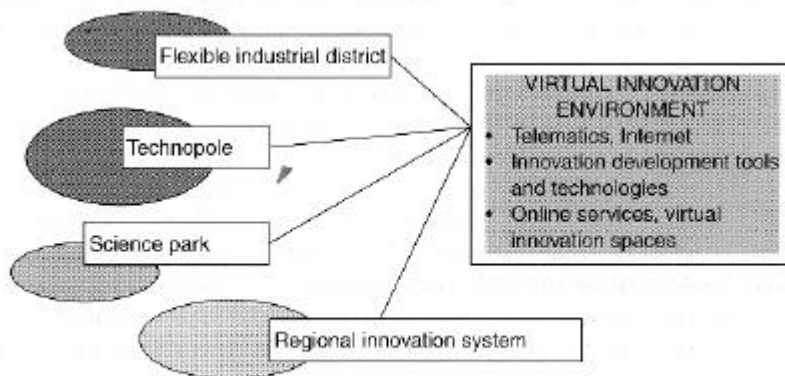 Flexible industrial district
Technopole
Science park
Regional innovation system
VIRTUAL INNOVATION
ENVIRONMENT
• Telematics, Internet
• Innovation development tools
and technologies
• Online services, virtual
innovation spaces